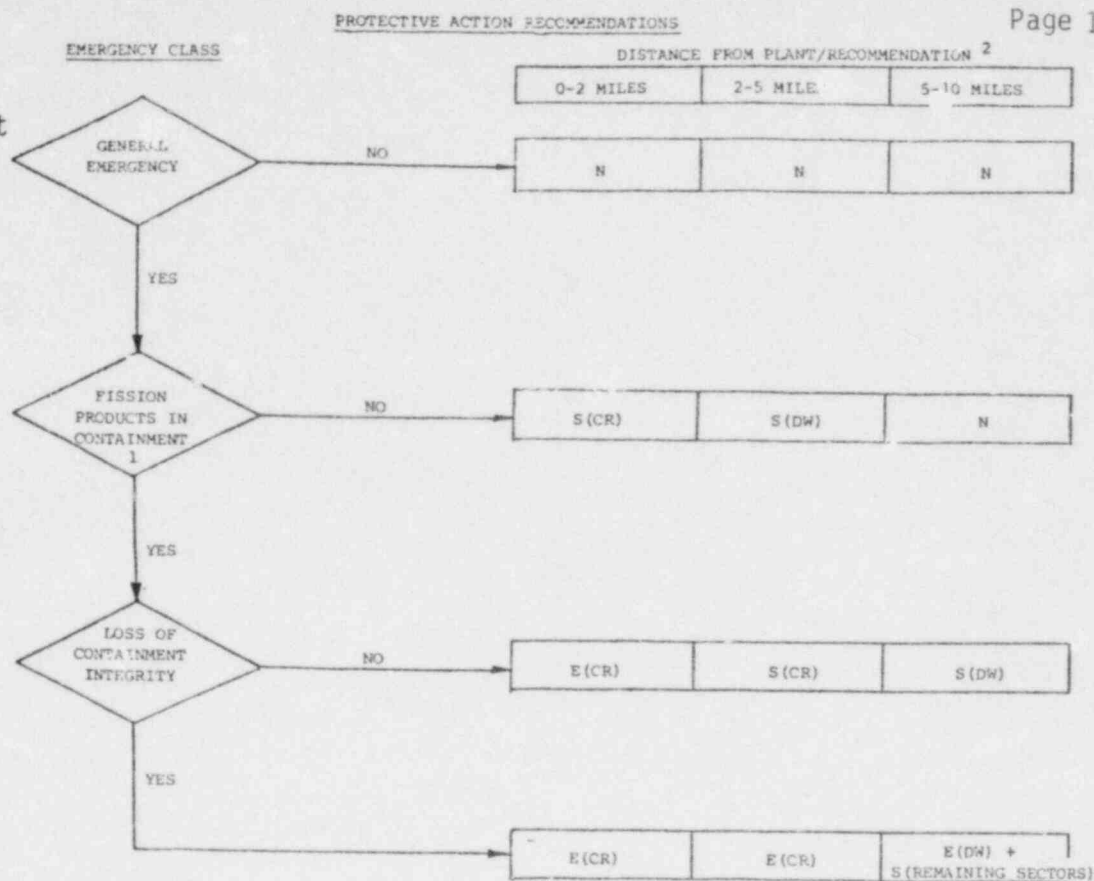 PROTECTIVE ACTION RECOMMENDATIONS
Page 1
EMERGENCY CLASS
DISTANCE FROM PLANT/RECOMMENDATION 2
0-2 MILES 2-5 MILE 5-10 MILES
t
GENERAL
EMERGENCY
NO
N N N
YES
FISSION
PRODUCTS IN
CONTAINMENT
1
NO
S(CR) S(DW) N
YES
LOSS OF
CONTAINMENT
INTEGRITY
NO
E(CR) S(CR) S(DW)
YES
E(CR) E(CR) E(DW) +
S(REMAINING SECTORS)